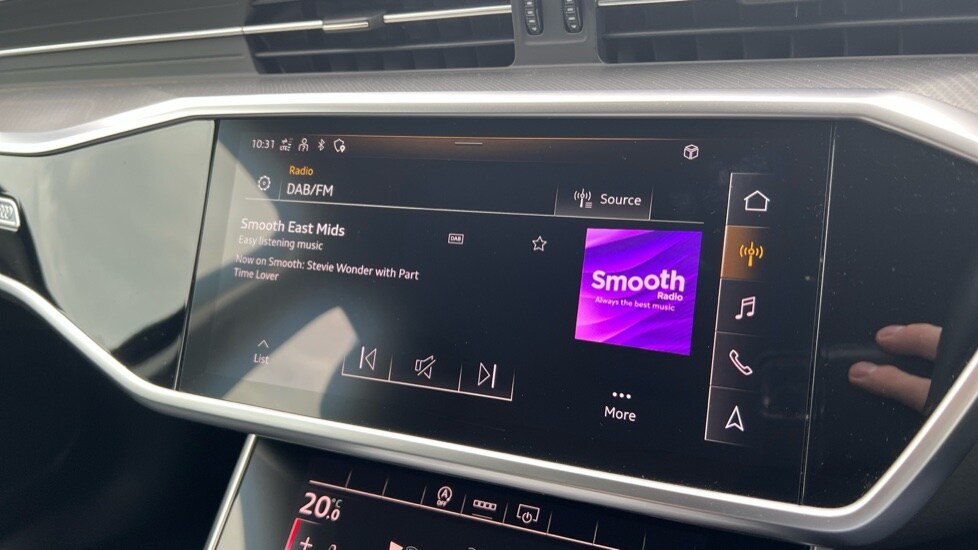 10:31
Radio
DAB/FM
Source
Smooth East Mids
Easy listening music
DAB
Now on Smooth: Stevie Wonder with Part
Time Lover
Smooth
Radio
Always the best music
List
More
A
OFF
20.0 °C
+